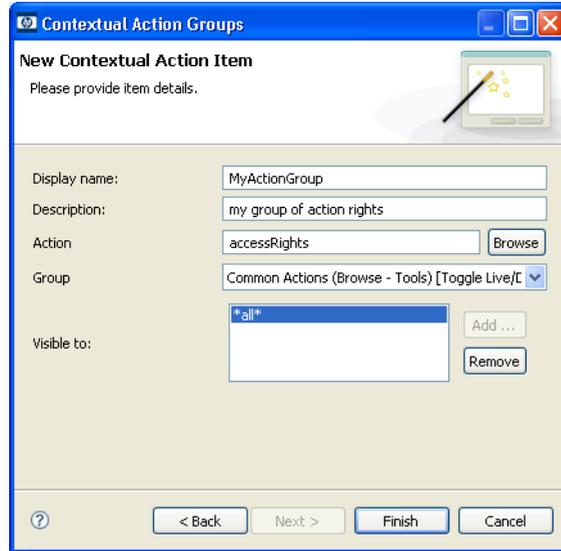 Contextual Action Groups
New Contextual Action Item
Please provide item details.
Display name: MyActionGroup
Description: my group of action rights
Action accessRights Browse
Group Common Actions (Browse - Tools) [Toggle Live/D
*all*
Add ...
Visible to:
Remove
< Back Next > Finish Cancel